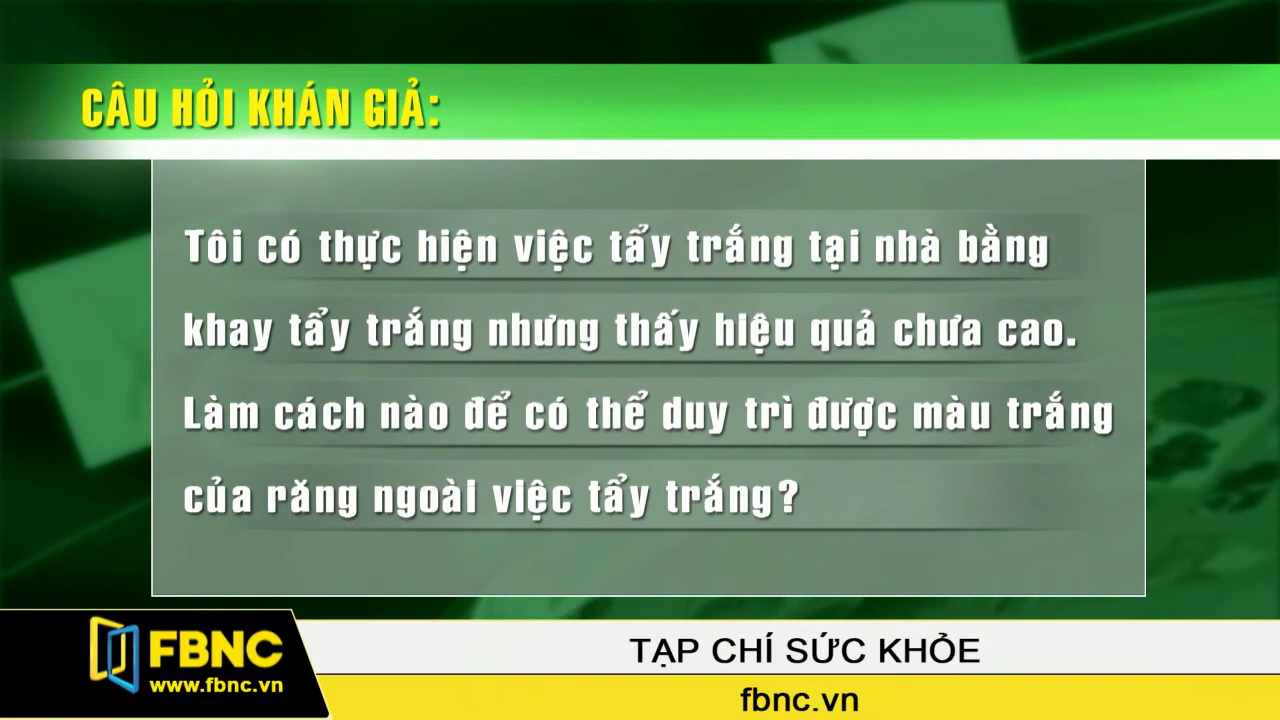 CÂU HỎI KHÁN GIẢ:
Tôi có thực hiện việc tẩy trắng tại nhà bằng
khay tẩy trắng nhưng thấy hiệu quả chưa cao.
Làm cách nào để có thể duy trì được màu trắng
của răng ngoài việc tẩy trắng?
FBNC
www.fbnc.vn
TẠP CHÍ SỨC KHỎE
fbnc.vn